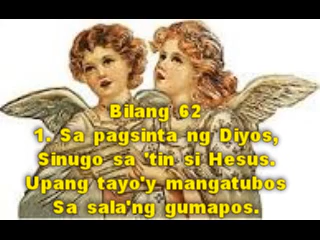 Bilang 62
1. Sa pagsinta ng Diyos,
Sinugo sa 'tin si Hesus.
Upang tayo'y mangatubos
Sa sala'ng gumapos.